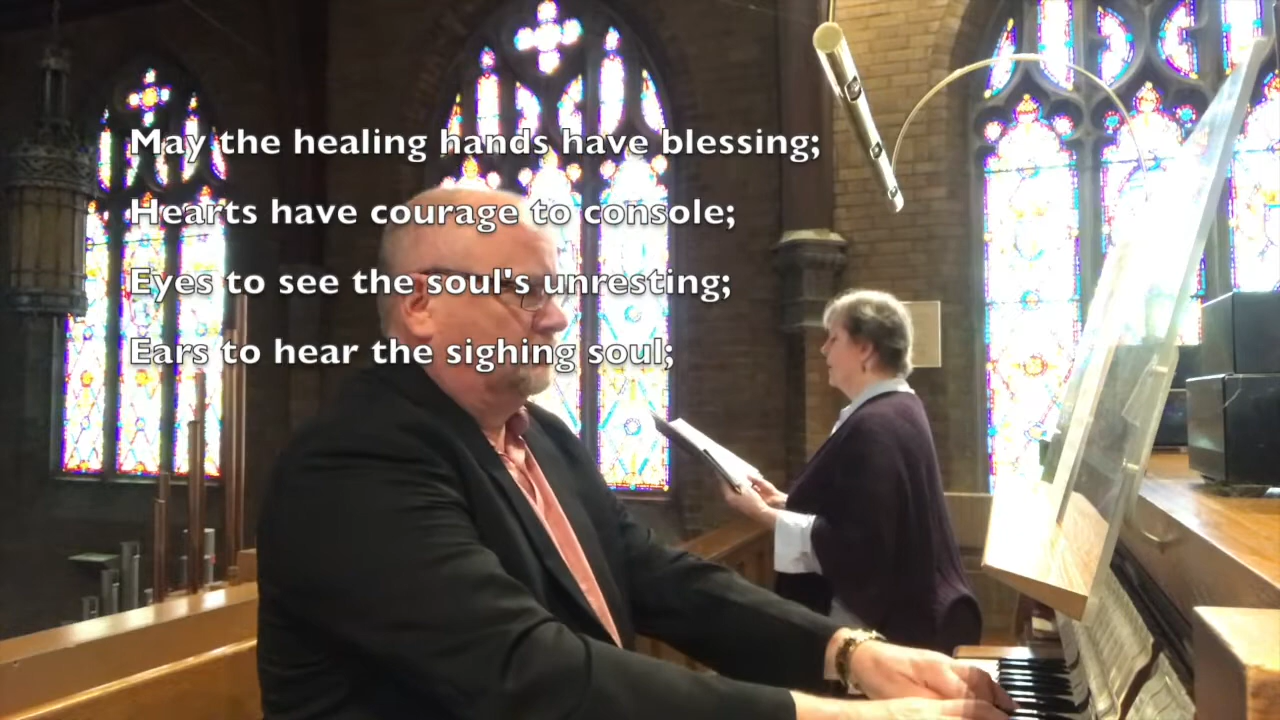 May the healing hands have blessing;
Hearts have courage to console;
Eyes to see the soul's unresting;
Ears to hear the sighing soul;